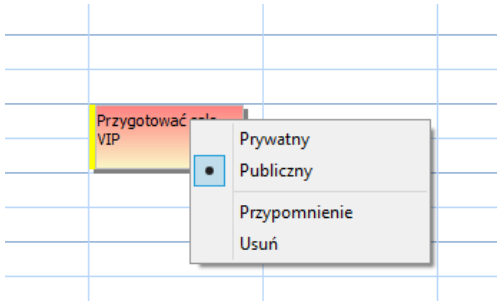 Przygotować
VIP
Prywatny
Publiczny
Przypomnienie
Usuń